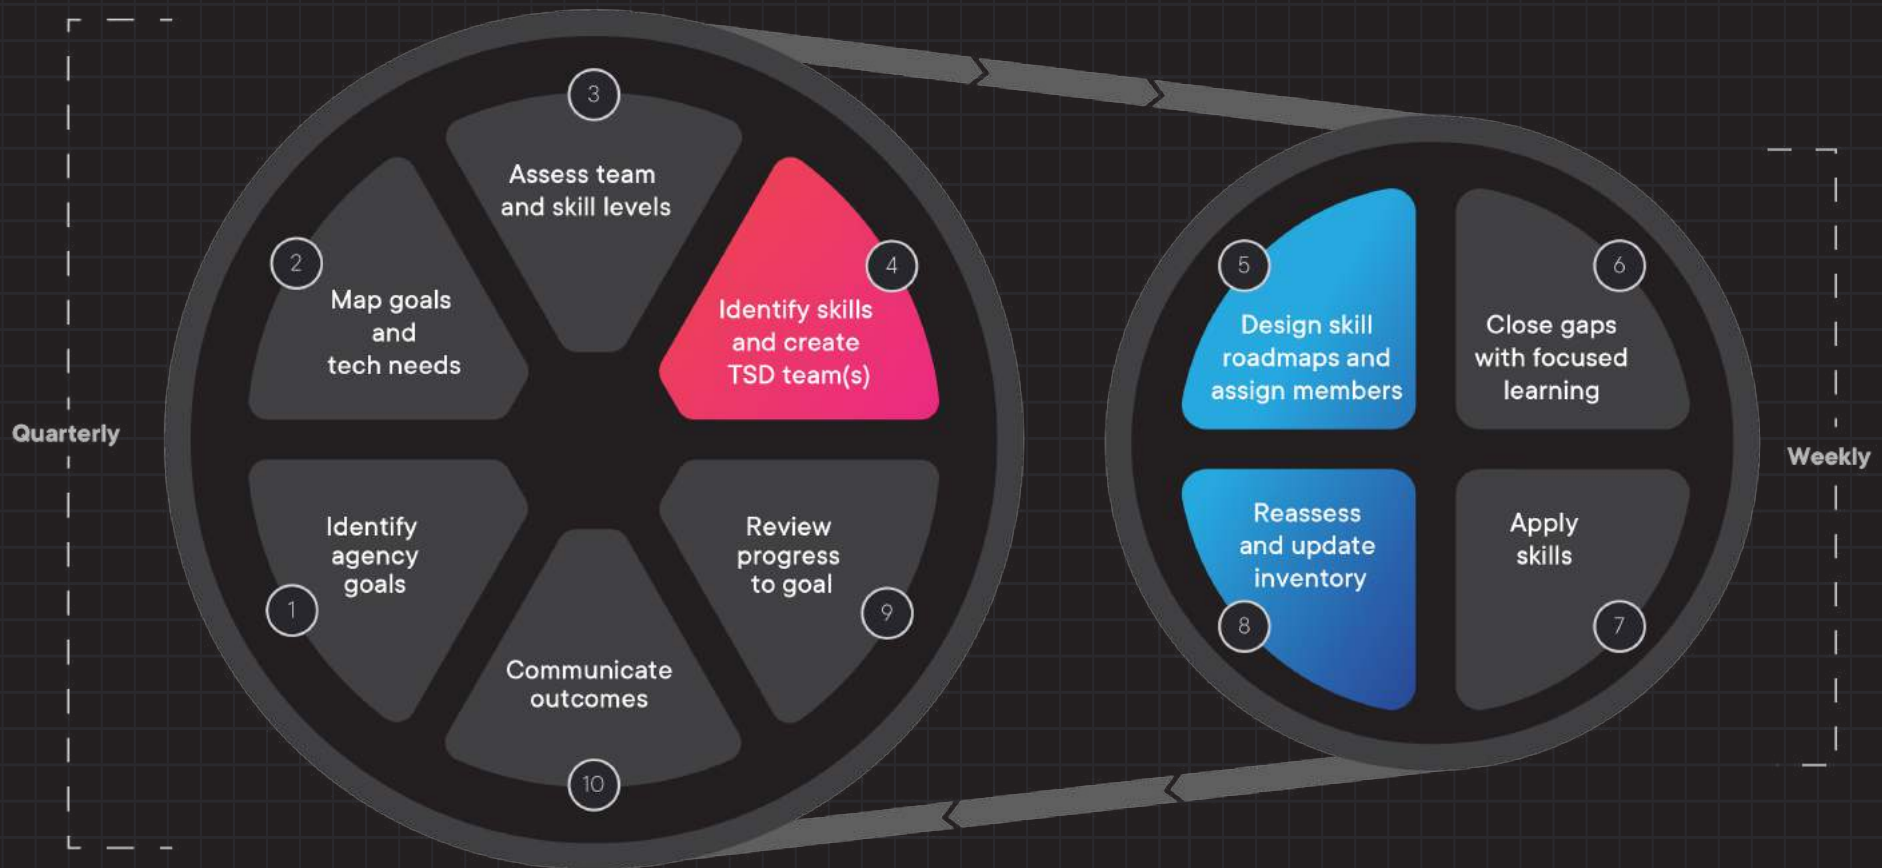 Quarterly
1
Identify
agency
goals
2
Map goals
and
tech needs
3
Assess team
and skill levels
4
Identify skills
and create
TSD team(s)
5
Design skill
roadmaps and
assign members
6
Close gaps
with focused
learning
7
Apply
skills
8
Reassess
and update
inventory
9
Review
progress
to goal
10
Communicate
outcomes
Weekly